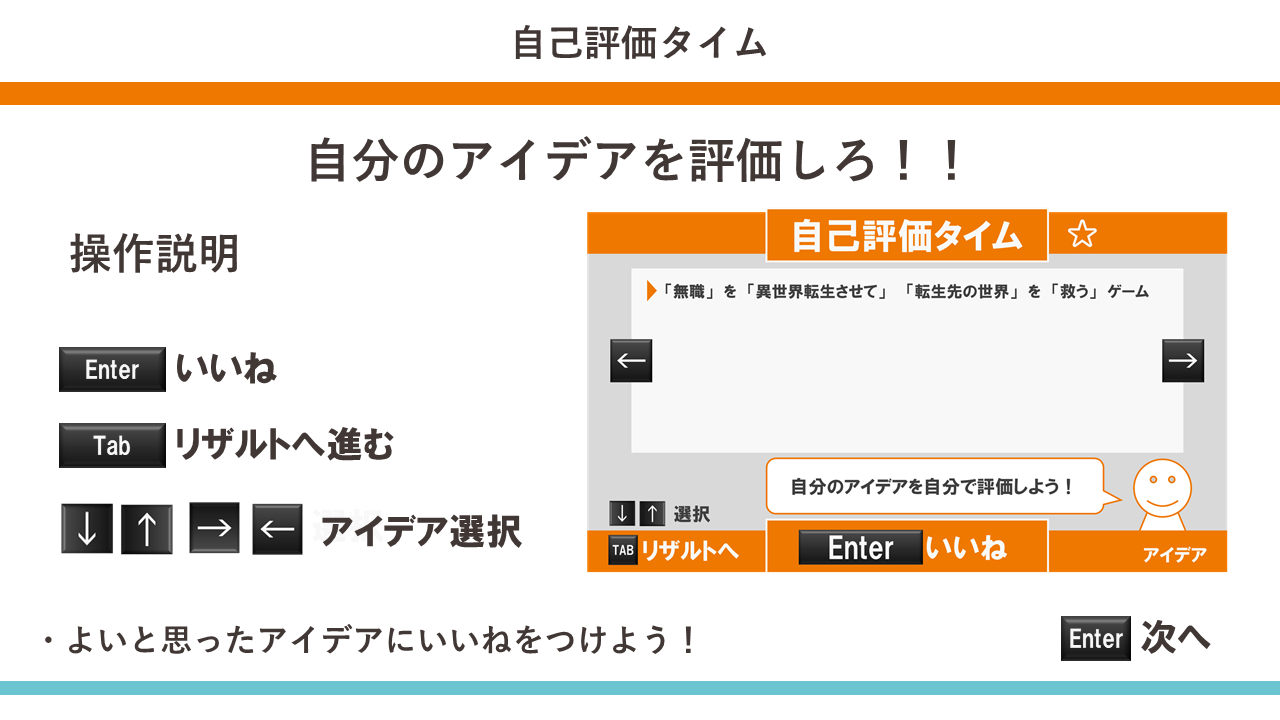 自己評価タイム
自分のアイデアを評価しろ！！
操作説明
Enter いいね
Tab リザルトへ進む
↓ ↑ → ← アイデア選択
・よいと思ったアイデアにいいねをつけよう！
自己評価タイム ☆
「無職」を「異世界転生させて」「転生先の世界」を「救う」ゲーム
← →
自分のアイデアを自分で評価しよう！
↓ ↑ 選択
TAB リザルトへ
Enter いいね
アイデア
Enter 次へ